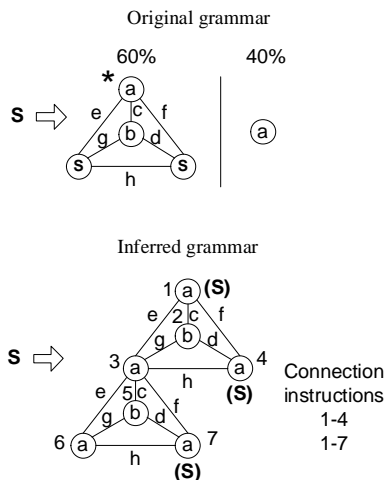 Original grammar
60% 40%
* a
e c f
S b a
g d
S S
h
Inferred grammar
1 a (S)
e 2 c f
S g b d
3 a 4 a
h (S)
e 5 c f
g b d
6 a a 7
h (S)
Connection
instructions
1-4
1-7